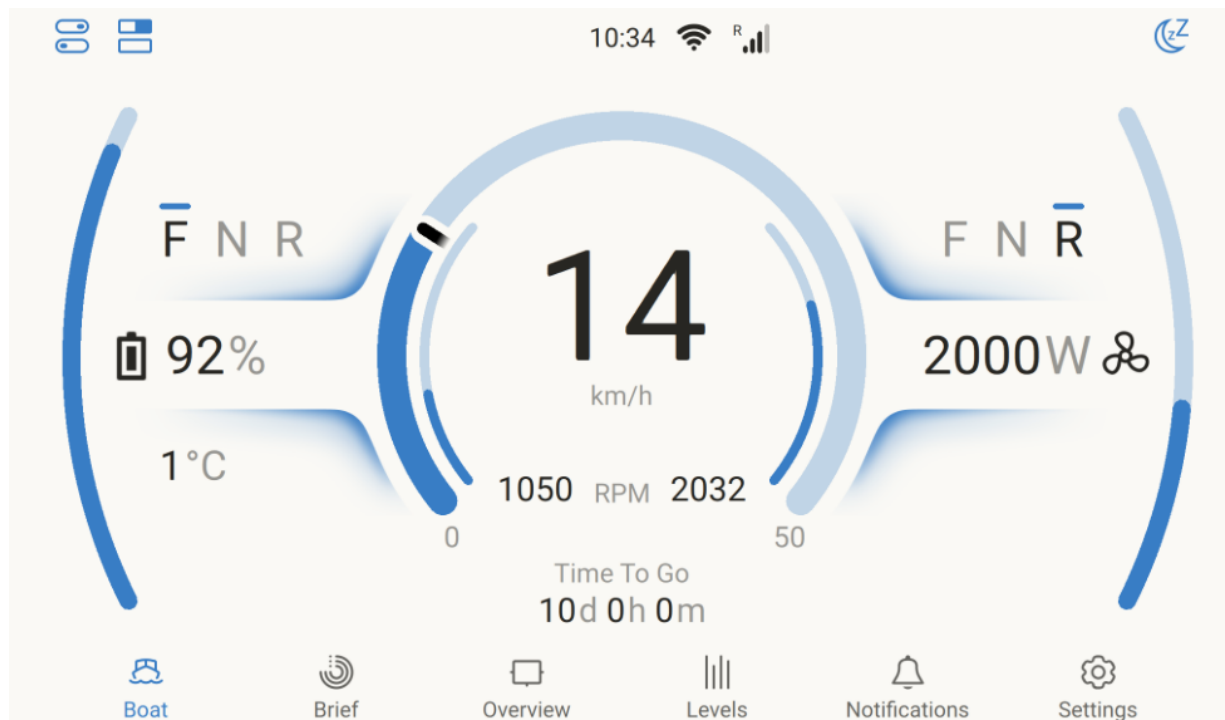 10:34 R
zZ
F N R
F N R
14
km/h
92%
2000W
1°C
1050 RPM 2032
0
50
Time To Go
10d 0h 0m
Boat
Brief
Overview
Levels
Notifications
Settings